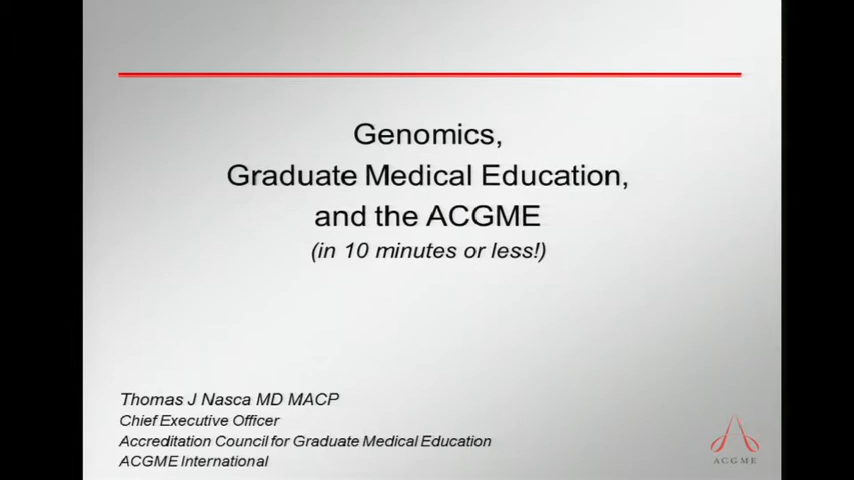 Genomics,
Graduate Medical Education,
and the ACGME
(in 10 minutes or less!)
Thomas J Nasca MD MACP
Chief Executive Officer
Accreditation Council for Graduate Medical Education
ACGME International
ACGME